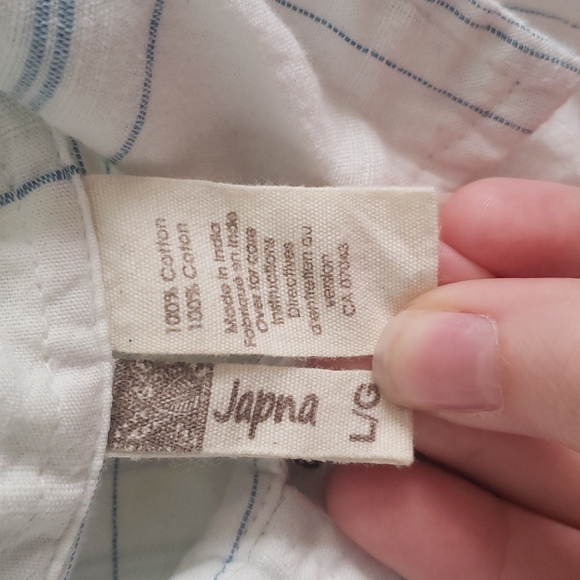 100% Cotton
100% Coton
Made in India
Fabriqué en Inde
Over for care
Instructions
Directives
d'entretien au
version
CA 07043
Japna
L/G